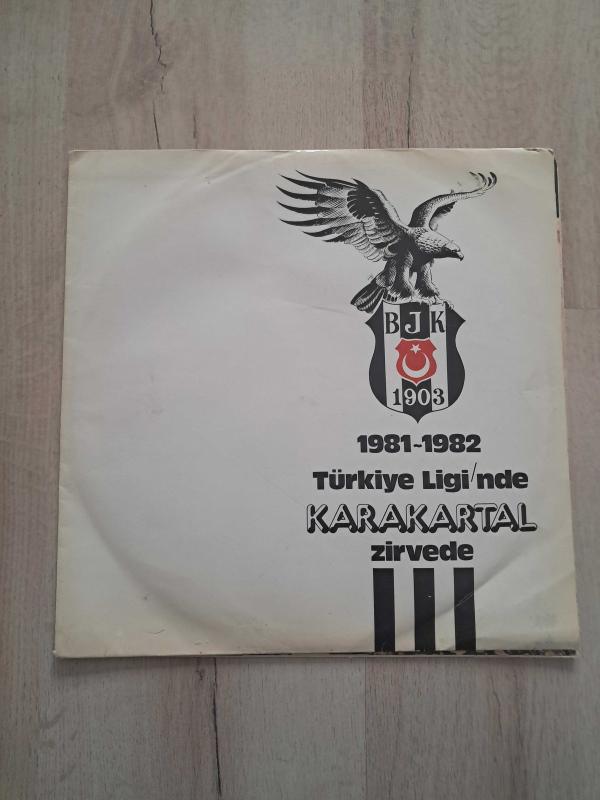 BJK
1903
1981-1982
Türkiye Ligi'nde
KARAKARTAL
zirvede